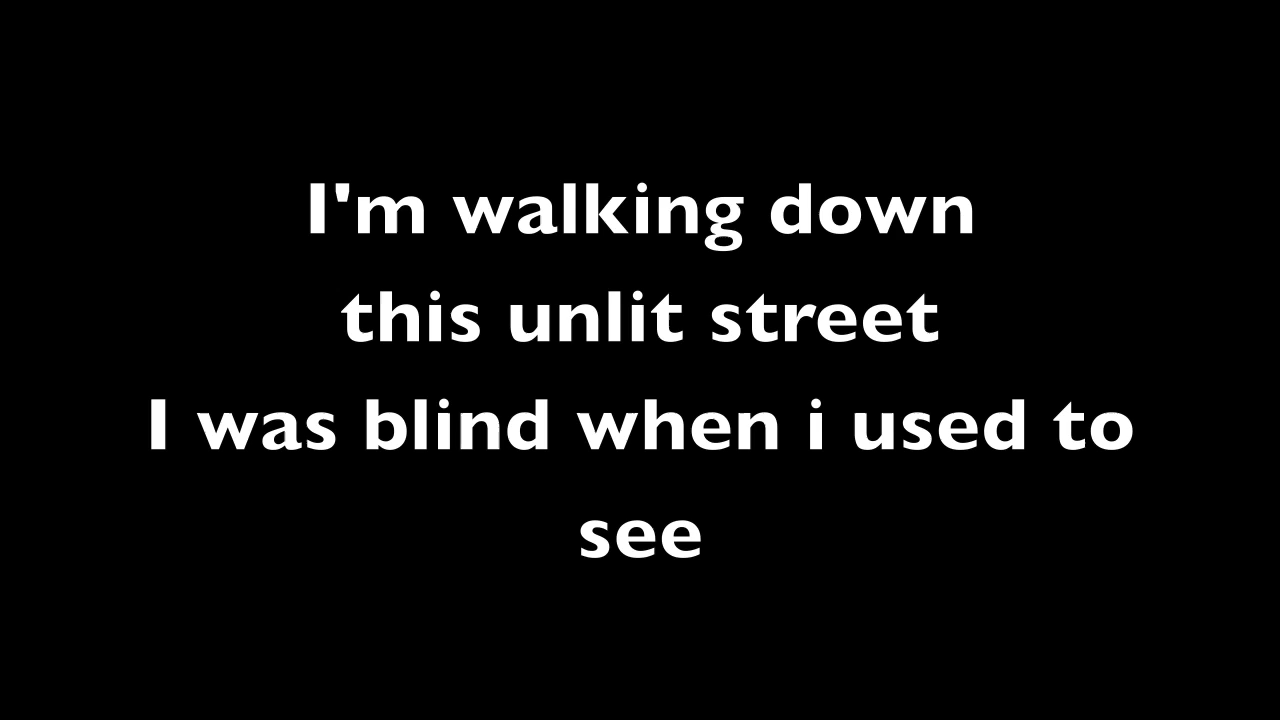 I'm walking down
this unlit street
I was blind when i used to
see